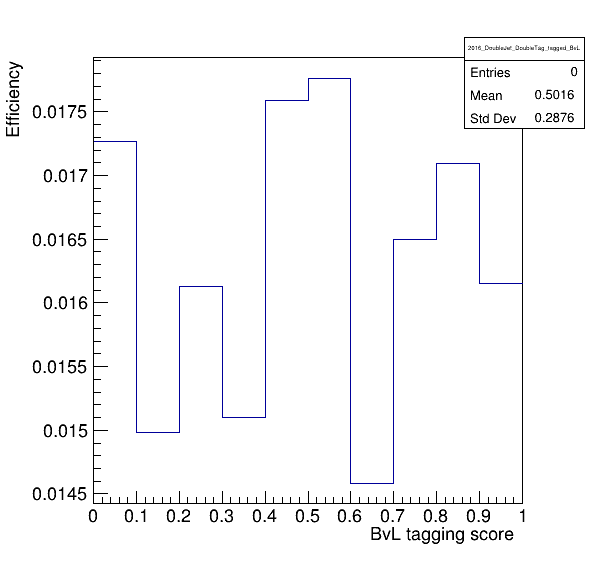 2016_DoubleJet_DoubleTag_tagged_BvL
Entries 0
Mean 0.5016
Std Dev 0.2876
Efficiency
0.0175
0.017
0.0165
0.016
0.0155
0.015
0.0145
0 0.1 0.2 0.3 0.4 0.5 0.6 0.7 0.8 0.9 1
BvL tagging score